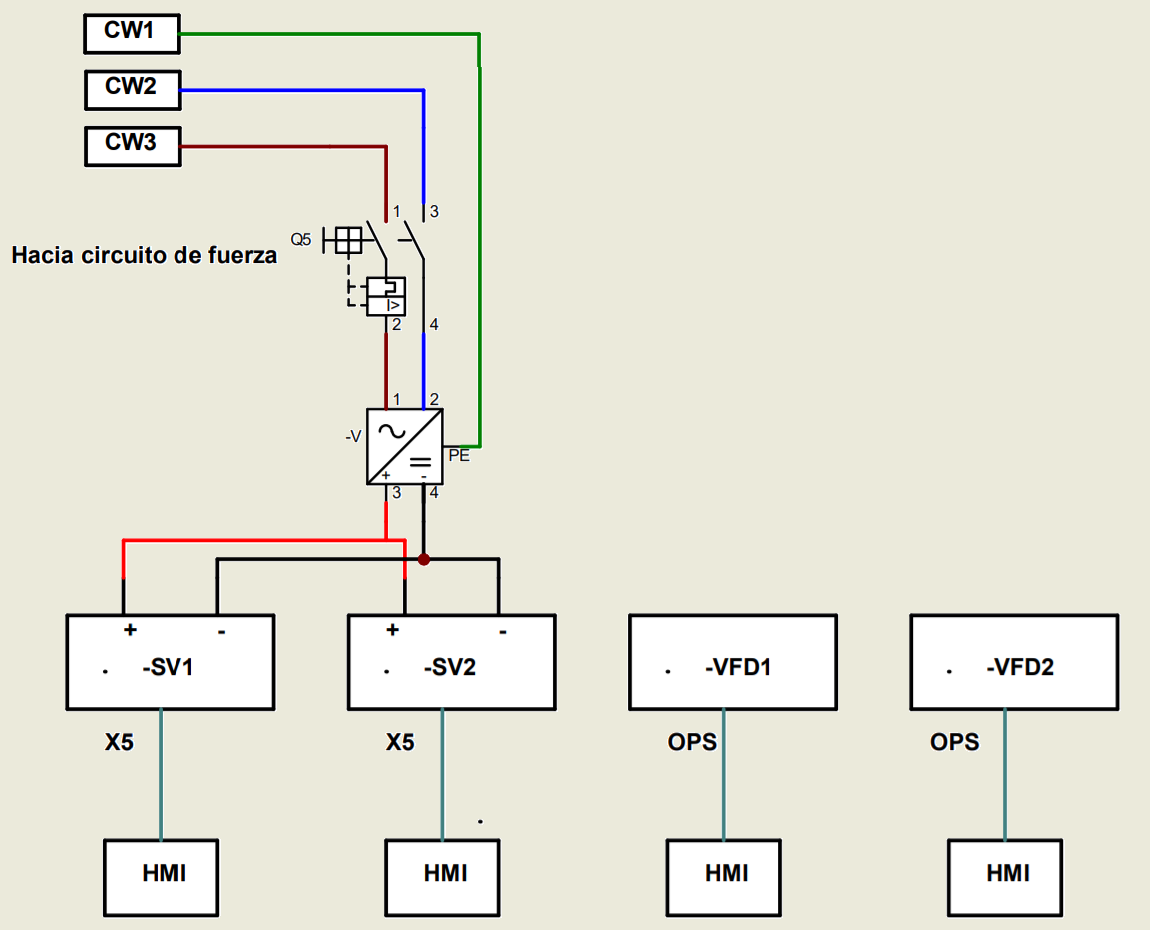 CW1
CW2
CW3
1 3
Q5
Hacia circuito de fuerza
I>
2 4
1 2
-V
PE
+ -
3 4
+ - + -
. -SV1 . -SV2 . -VFD1 . -VFD2
X5 X5 OPS OPS
.
HMI HMI HMI HMI